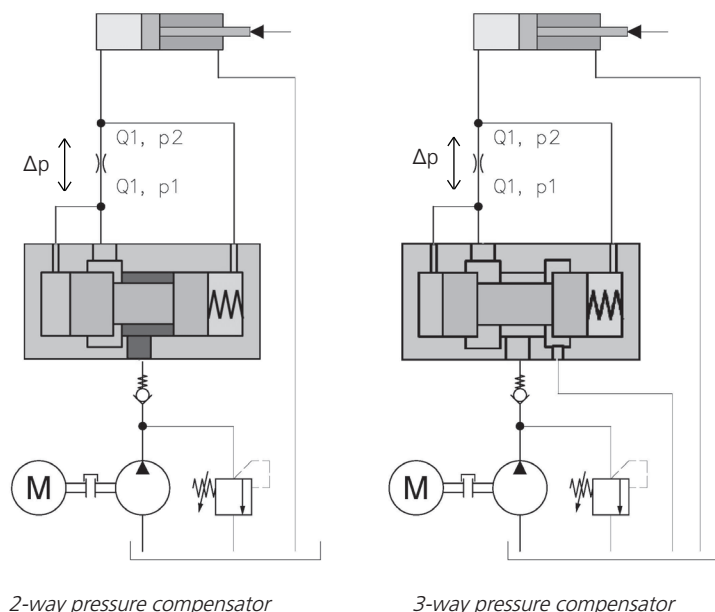 Q1, p2
Δp
Q1, p1
M
2-way pressure compensator
Q1, p2
Δp
Q1, p1
M
3-way pressure compensator